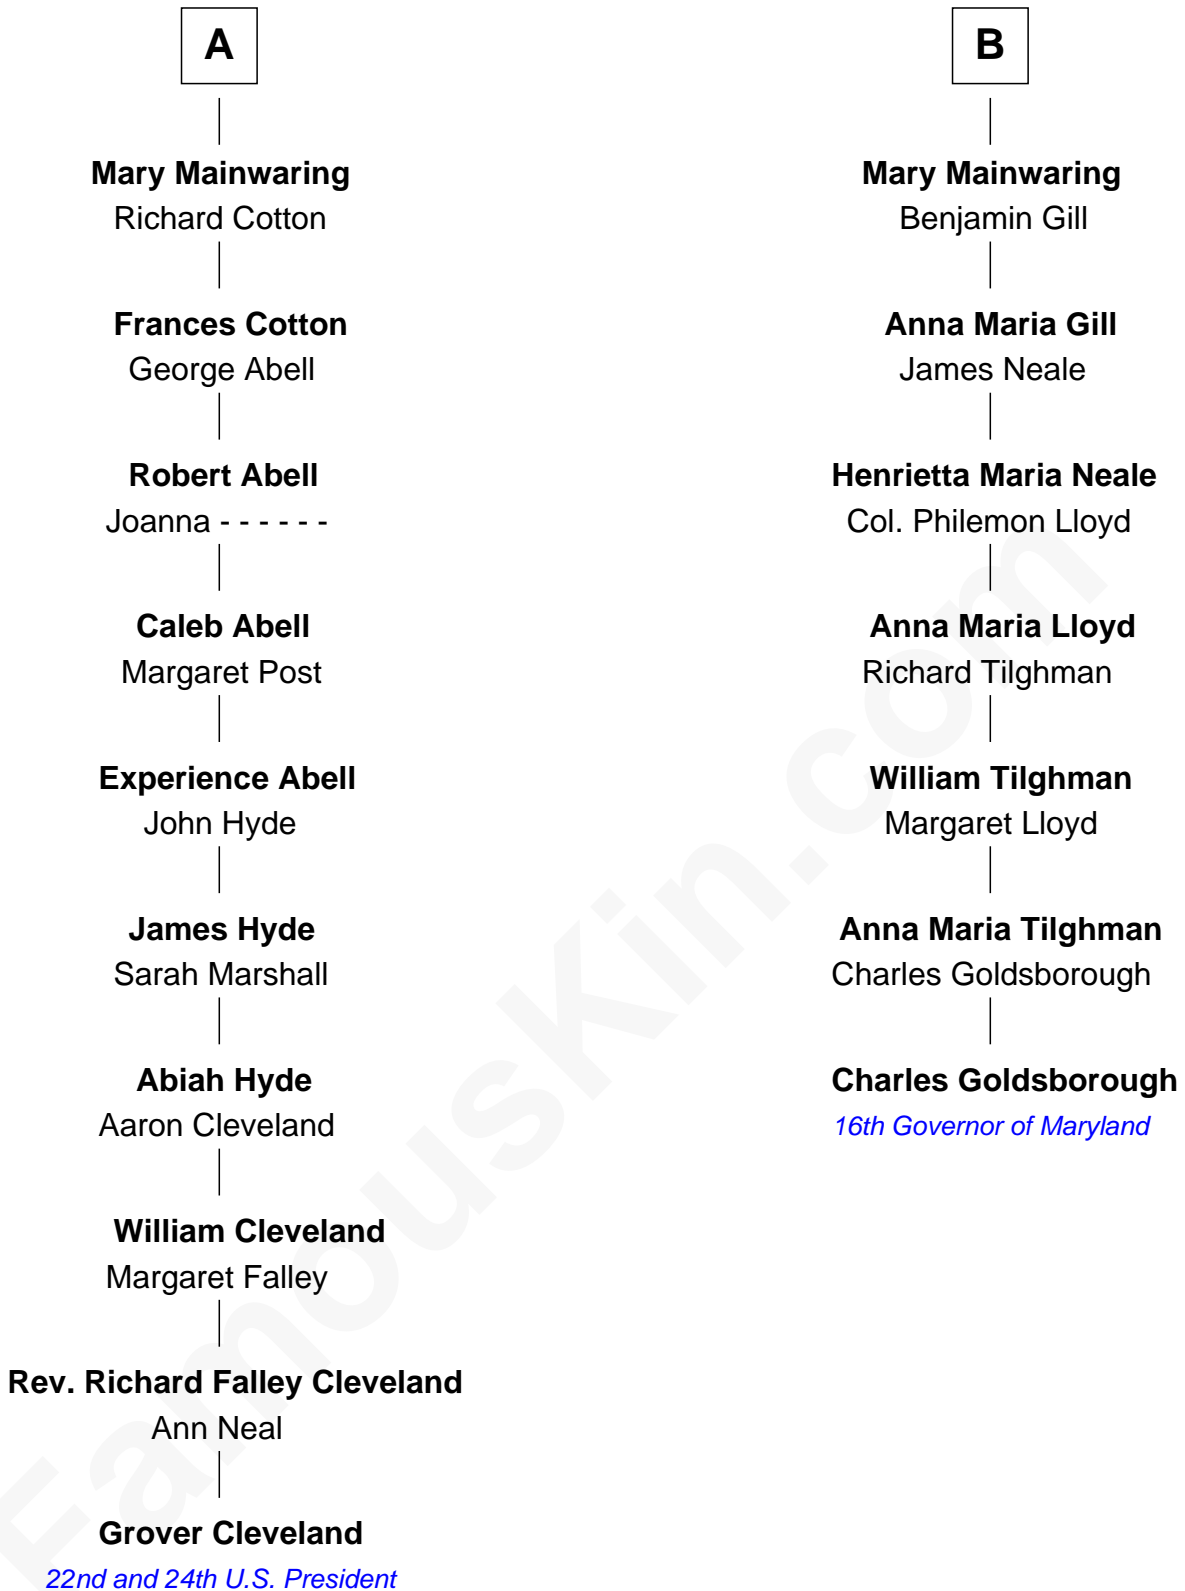 A
Mary Mainwaring
Richard Cotton
Frances Cotton
George Abell
Robert Abell
Joanna - - - - - -
Caleb Abell
Margaret Post
Experience Abell
John Hyde
James Hyde
Sarah Marshall
Abiah Hyde
Aaron Cleveland
William Cleveland
Margaret Falley
Rev. Richard Falley Cleveland
Ann Neal
Grover Cleveland
22nd and 24th U.S. President
B
Mary Mainwaring
Benjamin Gill
Anna Maria Gill
James Neale
Henrietta Maria Neale
Col. Philemon Lloyd
Anna Maria Lloyd
Richard Tilghman
William Tilghman
Margaret Lloyd
Anna Maria Tilghman
Charles Goldsborough
Charles Goldsborough
16th Governor of Maryland
FamousKin.com